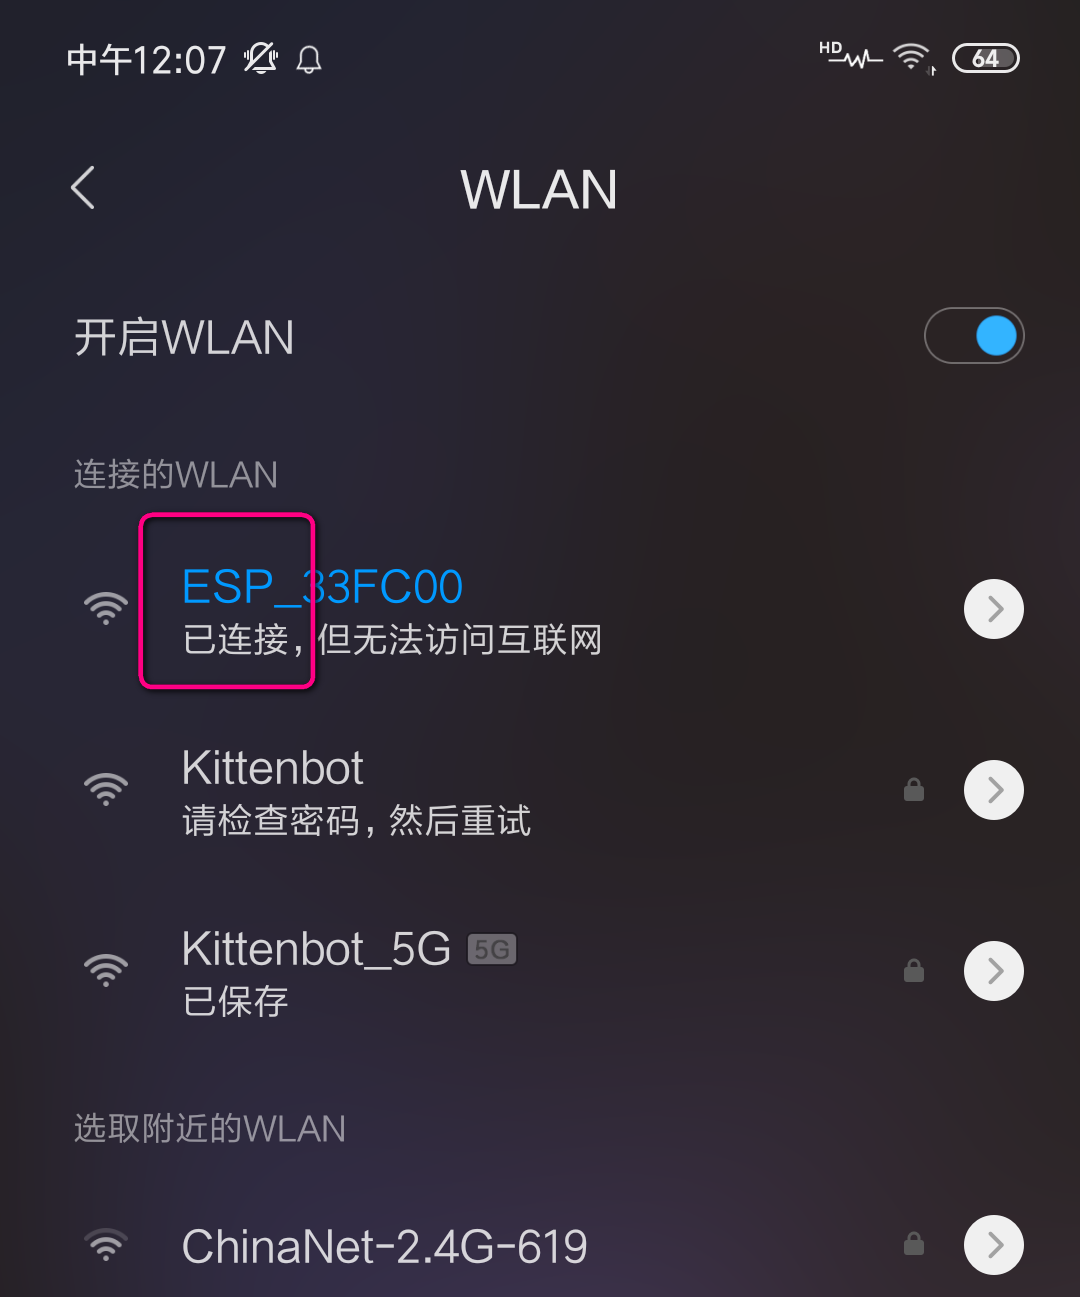 中午12:07 HD 64
WLAN
开启WLAN
连接的WLAN
ESP_33FC00
已连接，但无法访问互联网
Kittenbot
请检查密码，然后重试
Kittenbot_5G 5G
已保存
选取附近的WLAN
ChinaNet-2.4G-619